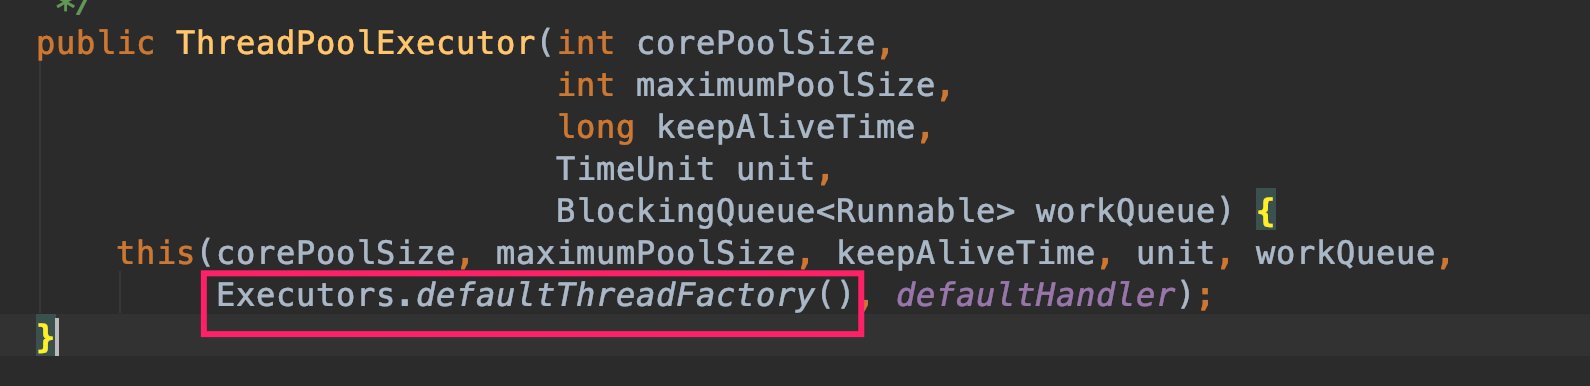 */
public ThreadPoolExecutor(int corePoolSize,
int maximumPoolSize,
long keepAliveTime,
TimeUnit unit,
BlockingQueue<Runnable> workQueue) {
this(corePoolSize, maximumPoolSize, keepAliveTime, unit, workQueue,
Executors.defaultThreadFactory(), defaultHandler);
}